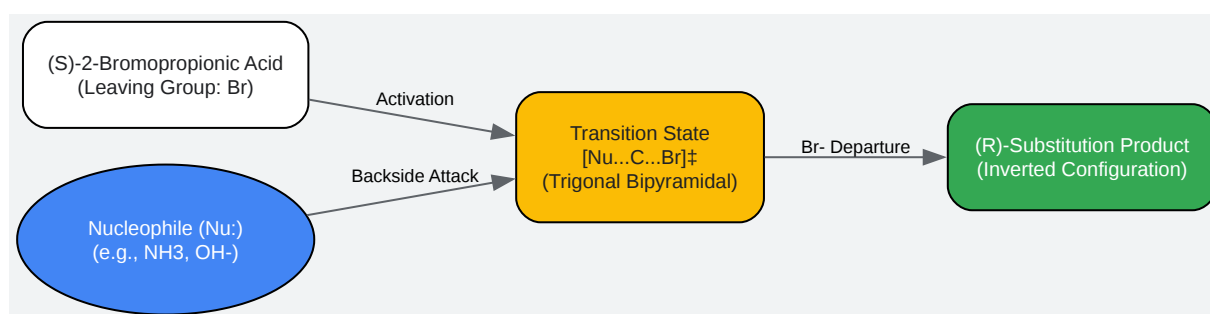 (S)-2-Bromopropionic Acid
(Leaving Group: Br)
Activation
Nucleophile (Nu:)
(e.g., NH3, OH-)
Backside Attack
Transition State
[Nu...C...Br]‡
(Trigonal Bipyramidal)
Br- Departure
(R)-Substitution Product
(Inverted Configuration)